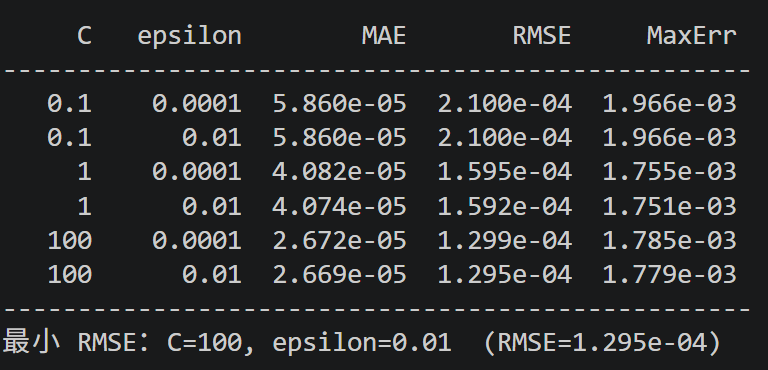 C epsilon MAE RMSE MaxErr
--------------------------------------------------
0.1 0.0001 5.860e-05 2.100e-04 1.966e-03
0.1 0.01 5.860e-05 2.100e-04 1.966e-03
1 0.0001 4.082e-05 1.595e-04 1.755e-03
1 0.01 4.074e-05 1.592e-04 1.751e-03
100 0.0001 2.672e-05 1.299e-04 1.785e-03
100 0.01 2.669e-05 1.295e-04 1.779e-03
--------------------------------------------------
最小 RMSE: C=100, epsilon=0.01 (RMSE=1.295e-04)